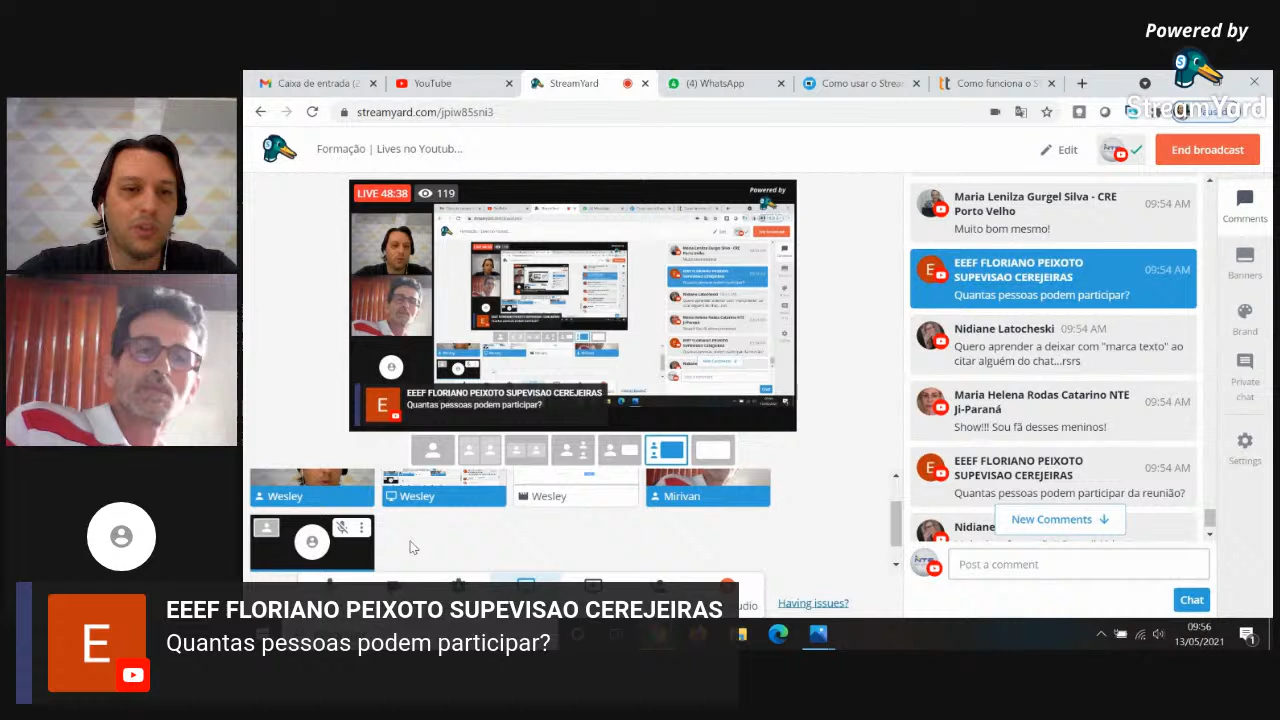 Powered by
StreamYard
Caixa de entrada (2
YouTube
StreamYard
(4) WhatsApp
Como usar o Strea
Como funciona o S
streamyard.com/jpiw85sni3
Formação | Lives no Youtub...
Edit
End broadcast
LIVE 48:38
119
Powered by
EEEF FLORIANO PEIXOTO SUPEVISAO CEREJEIRAS
Quantas pessoas podem participar?
Wesley
Wesley
Wesley
Mirivan
Having issues?
Maria Lenilza Gurgel Silva - CRE
Porto Velho
09:54 AM
Muito bom mesmo!
EEEF FLORIANO PEIXOTO
SUPEVISAO CEREJEIRAS
09:54 AM
Quantas pessoas podem participar?
Nidiane Latocheski
09:54 AM
Quero aprender a deixar com "marca texto" ao
por alguém do chat...rsrs
Maria Helena Rotas Catarino NTE
Ji-Paraná
09:54 AM
Show!!! Sou fã desses meninos!
EEEF FLORIANO PEIXOTO
SUPEVISAO CEREJEIRAS
09:54 AM
Quantas pessoas podem participar da reunião?
New Comments
Nidiane
Post a comment
Chat
Comments
Banners
Brand
Private
chat
Settings
09:56
13/05/2021
EEEF FLORIANO PEIXOTO SUPEVISAO CEREJEIRAS
Quantas pessoas podem participar?